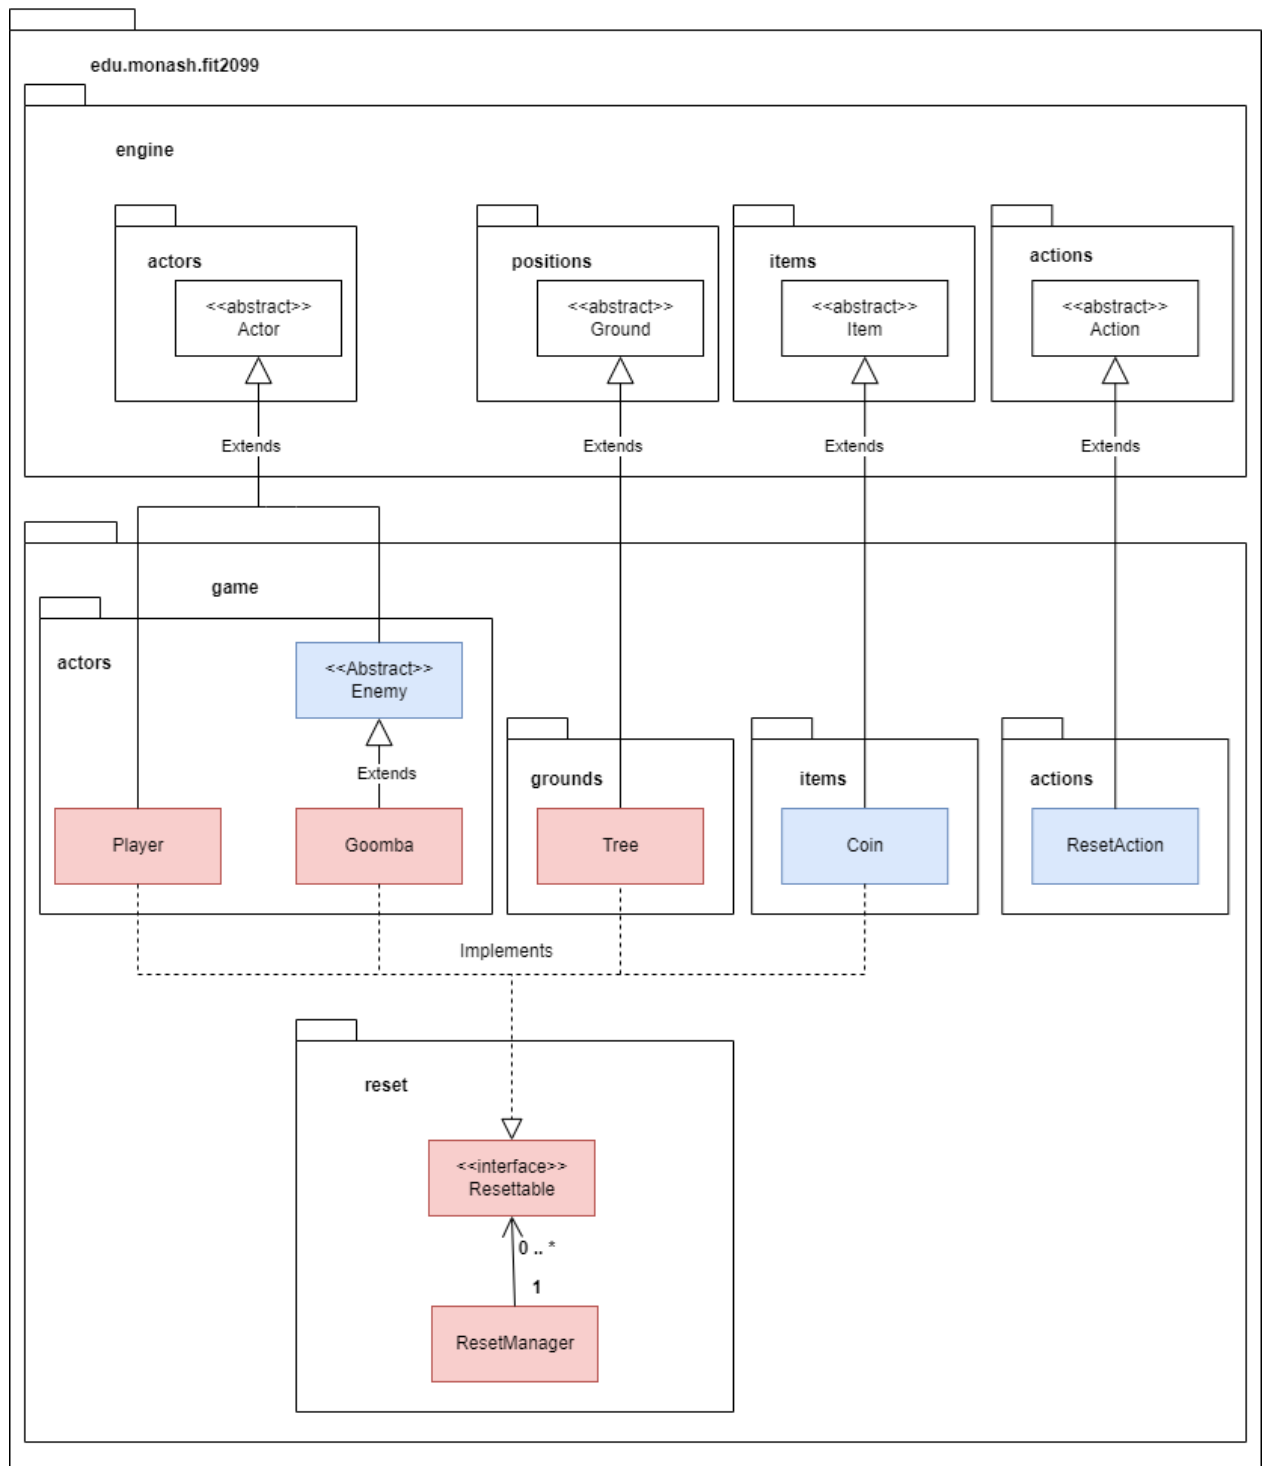 edu.monash.fit2099
engine
actors
<<abstract>>
Actor
positions
<<abstract>>
Ground
items
<<abstract>>
Item
actions
<<abstract>>
Action
Extends
Extends
Extends
Extends
game
actors
<<Abstract>>
Enemy
Extends
Player
Goomba
grounds
Tree
items
Coin
actions
ResetAction
Implements
reset
<<interface>>
Resettable
0 .. *
1
ResetManager